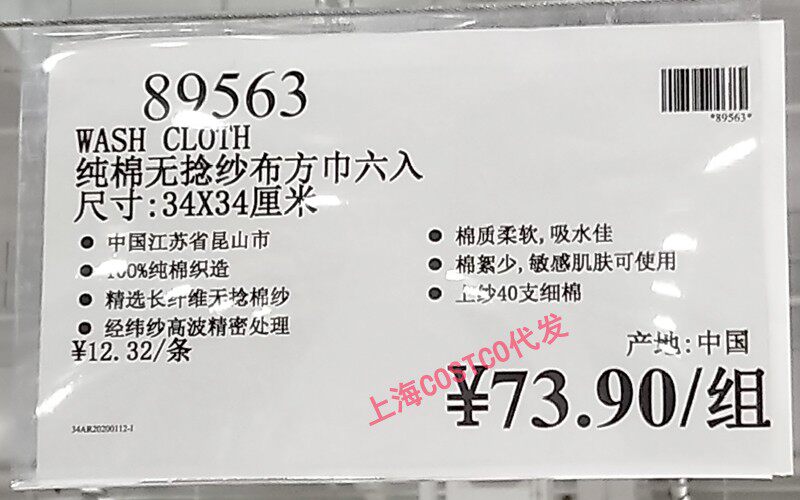 89563
*89563*
WASH CLOTH
纯棉无捻纱布方巾六入
尺寸:34X34厘米
● 中国江苏省昆山市
● 100%纯棉织造
● 精选长纤维无捻棉纱
● 经纬纱高波精密处理
● 棉质柔软,吸水佳
● 棉絮少,敏感肌肤可使用
● 上纱40支细棉
¥12.32/条
产地:中国
¥73.90/组
上海COSTCO代发
34AR20200112-1